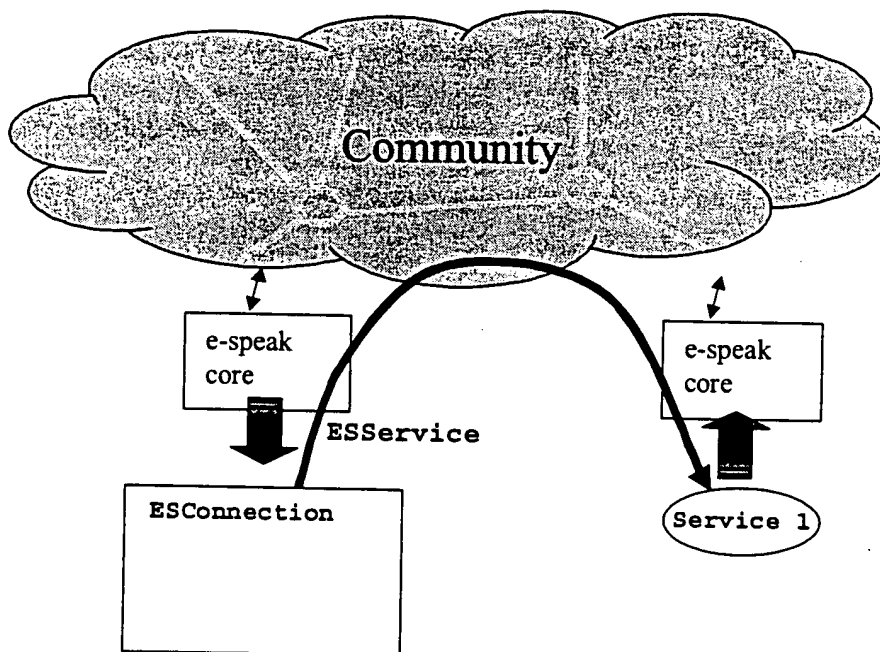 Community
e-speak
core
e-speak
core
ESService
ESConnection
Service 1